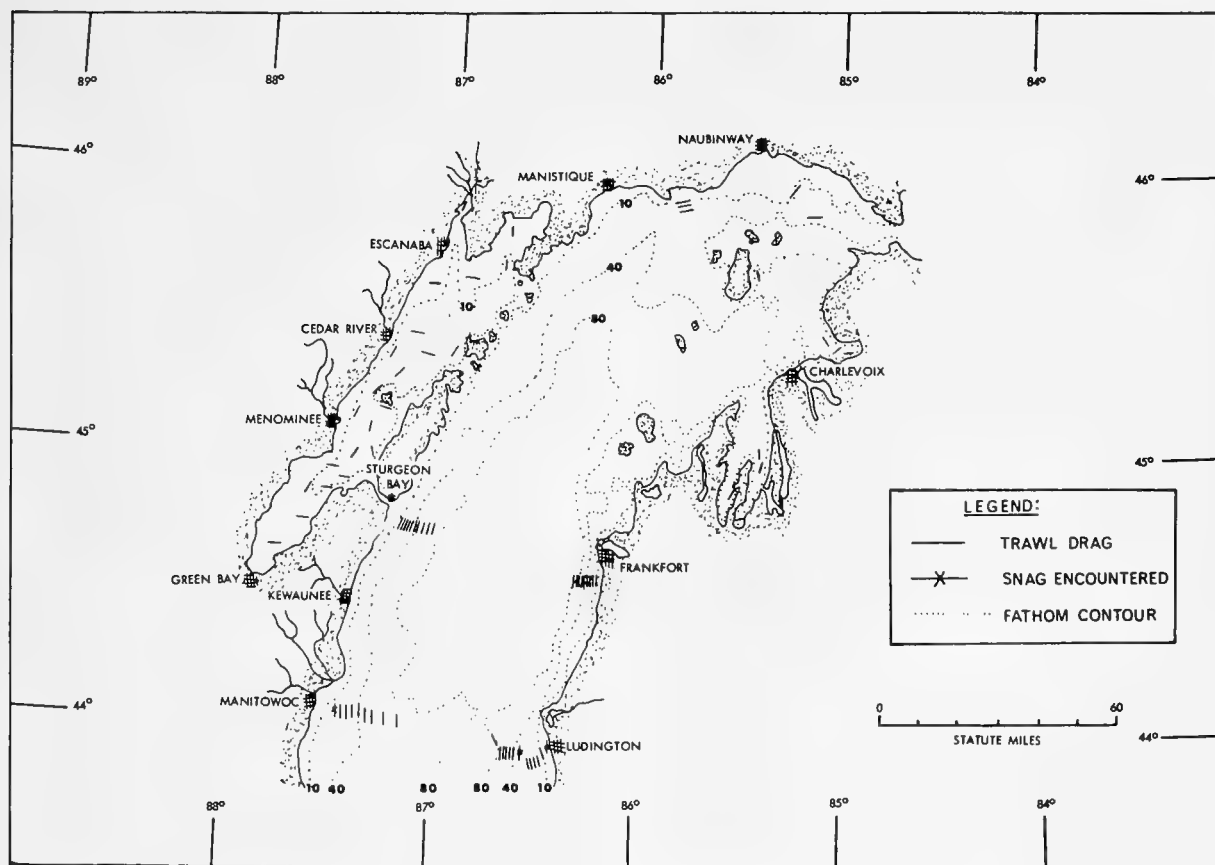 89° 88° 87° 86° 85° 84°
46°
NAUBINWAY
46°
MANISTIQUE
10
ESCANABA
40
10
80
CEDAR RIVER
CHARLEVOIX
MENOMINEE
45°
45°
STURGEON
BAY
LEGEND:
TRAWL DRAG
SNAG ENCOUNTERED
FATHOM CONTOUR
GREEN BAY
FRANKFORT
KEWAUNEE
MANITOWOC
44°
0 60
STATUTE MILES
44°
LUDINGTON
10 40 80 80 40 10
88° 87° 86° 85° 84°